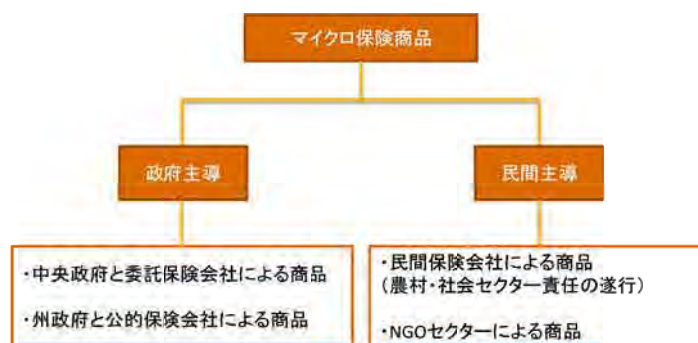 マイクロ保険商品
政府主導
民間主導
・中央政府と委託保険会社による商品
・州政府と公的保険会社による商品
・民間保険会社による商品
（農村・社会セクター責任の遂行）
・NGOセクターによる商品